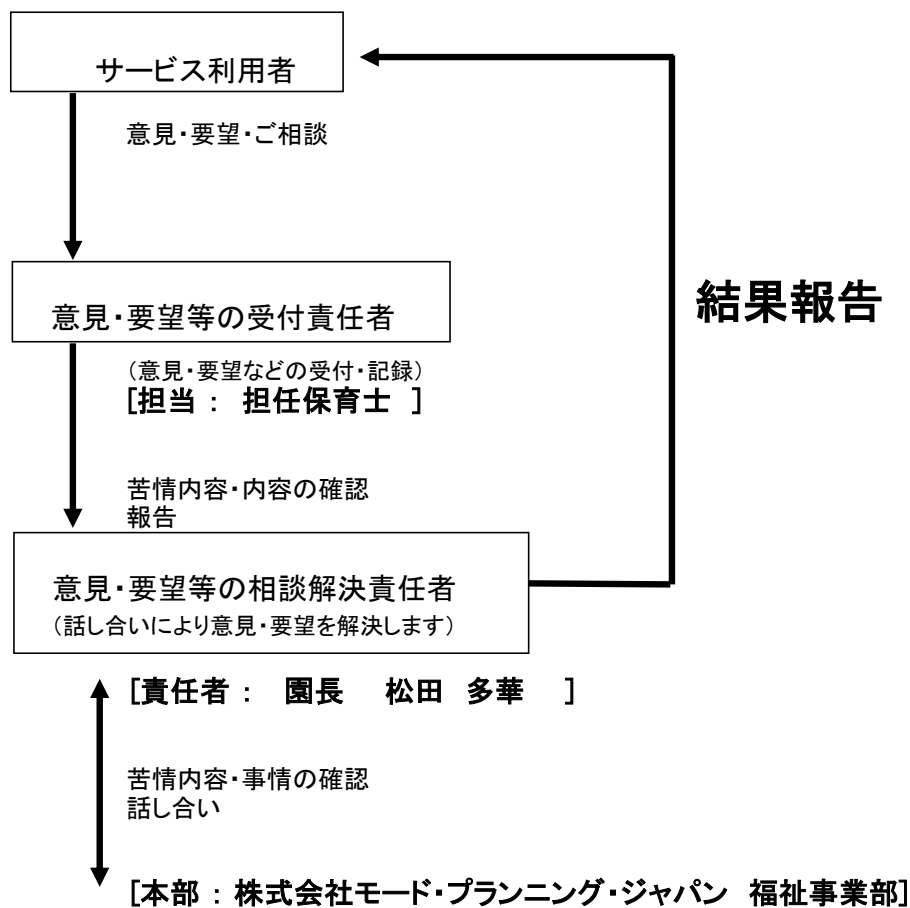 サービス利用者
意見・要望・ご相談
意見・要望等の受付責任者
（意見・要望などの受付・記録）
[担当 ： 担任保育士 ]
結果報告
苦情内容・内容の確認
報告
意見・要望等の相談解決責任者
（話し合いにより意見・要望を解決します）
[責任者 ： 園長 松田 多華 ]
苦情内容・事情の確認
話し合い
[本部 ： 株式会社モード・プランニング・ジャパン 福祉事業部]